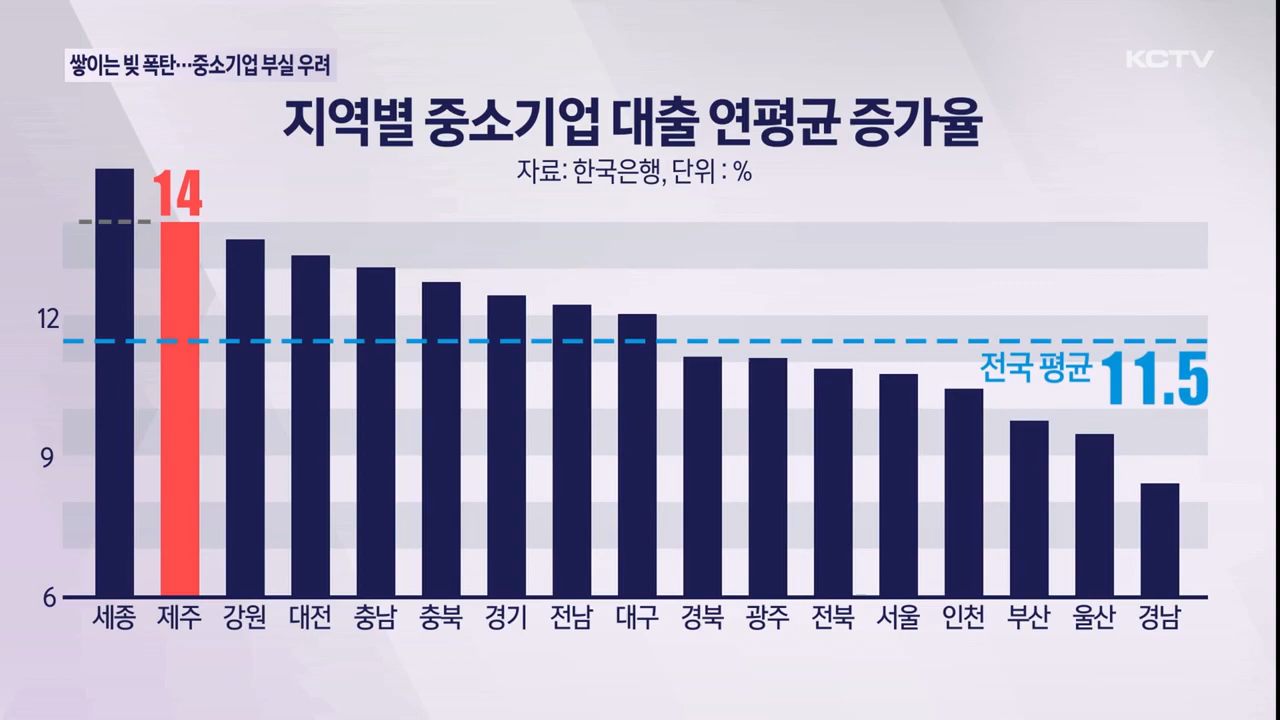 쌓이는 빚 폭탄…중소기업 부실 우려
KCTV
지역별 중소기업 대출 연평균 증가율
자료: 한국은행, 단위 : %
14
12
전국 평균 11.5
9
6
세종 제주 강원 대전 충남 충북 경기 전남 대구 경북 광주 전북 서울 인천 부산 울산 경남